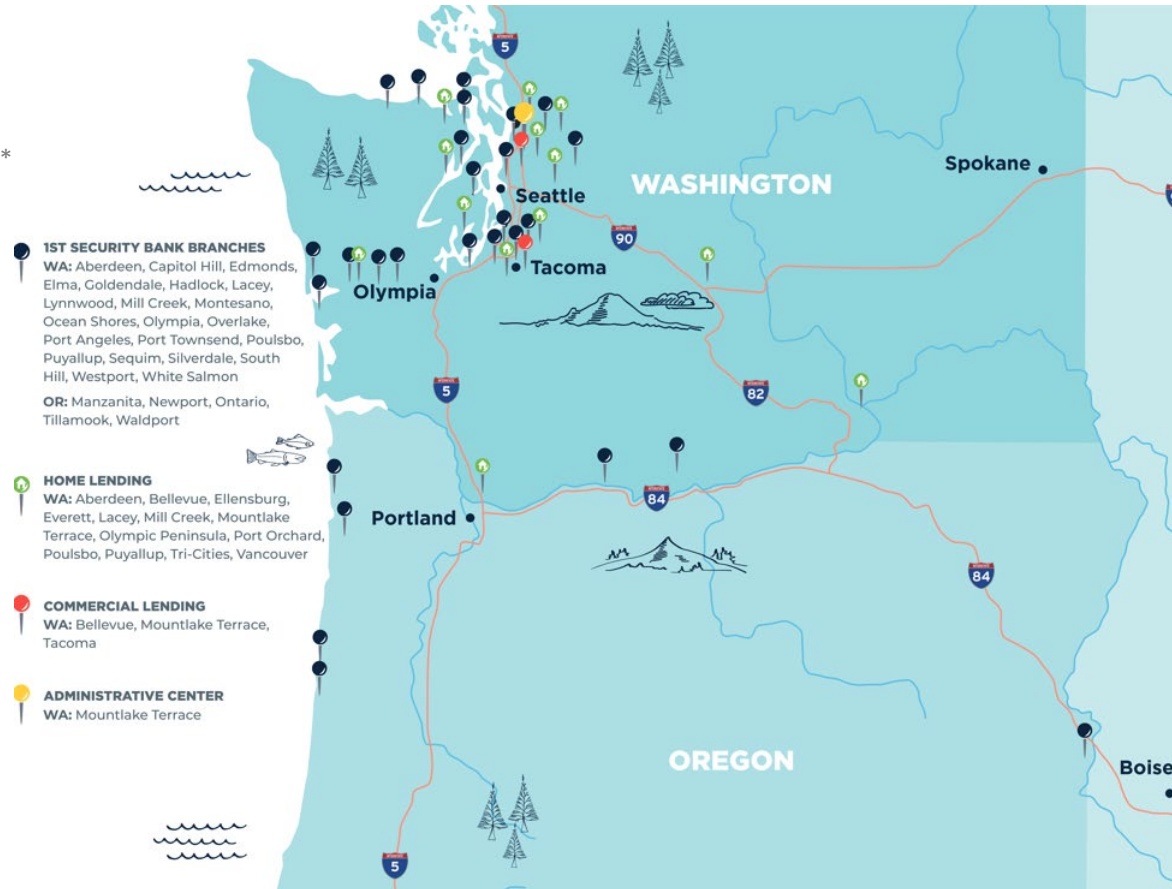 *
1ST SECURITY BANK BRANCHES
WA: Aberdeen, Capitol Hill, Edmonds,
Elma, Goldendale, Hadlock, Lacey,
Lynnwood, Mill Creek, Montesano,
Ocean Shores, Olympia, Overlake,
Port Angeles, Port Townsend, Poulsbo,
Puyallup, Sequim, Silverdale, South
Hill, Westport, White Salmon
OR: Manzanita, Newport, Ontario,
Tillamook, Waldport
HOME LENDING
WA: Aberdeen, Bellevue, Ellensburg,
Everett, Lacey, Mill Creek, Mountlake
Terrace, Olympic Peninsula, Port Orchard,
Poulsbo, Puyallup, Tri-Cities, Vancouver
COMMERCIAL LENDING
WA: Bellevue, Mountlake Terrace,
Tacoma
ADMINISTRATIVE CENTER
WA: Mountlake Terrace
5
WASHINGTON
Spokane
Seattle
90
Tacoma
Olympia
5
82
84
Portland
84
OREGON
Boise
5